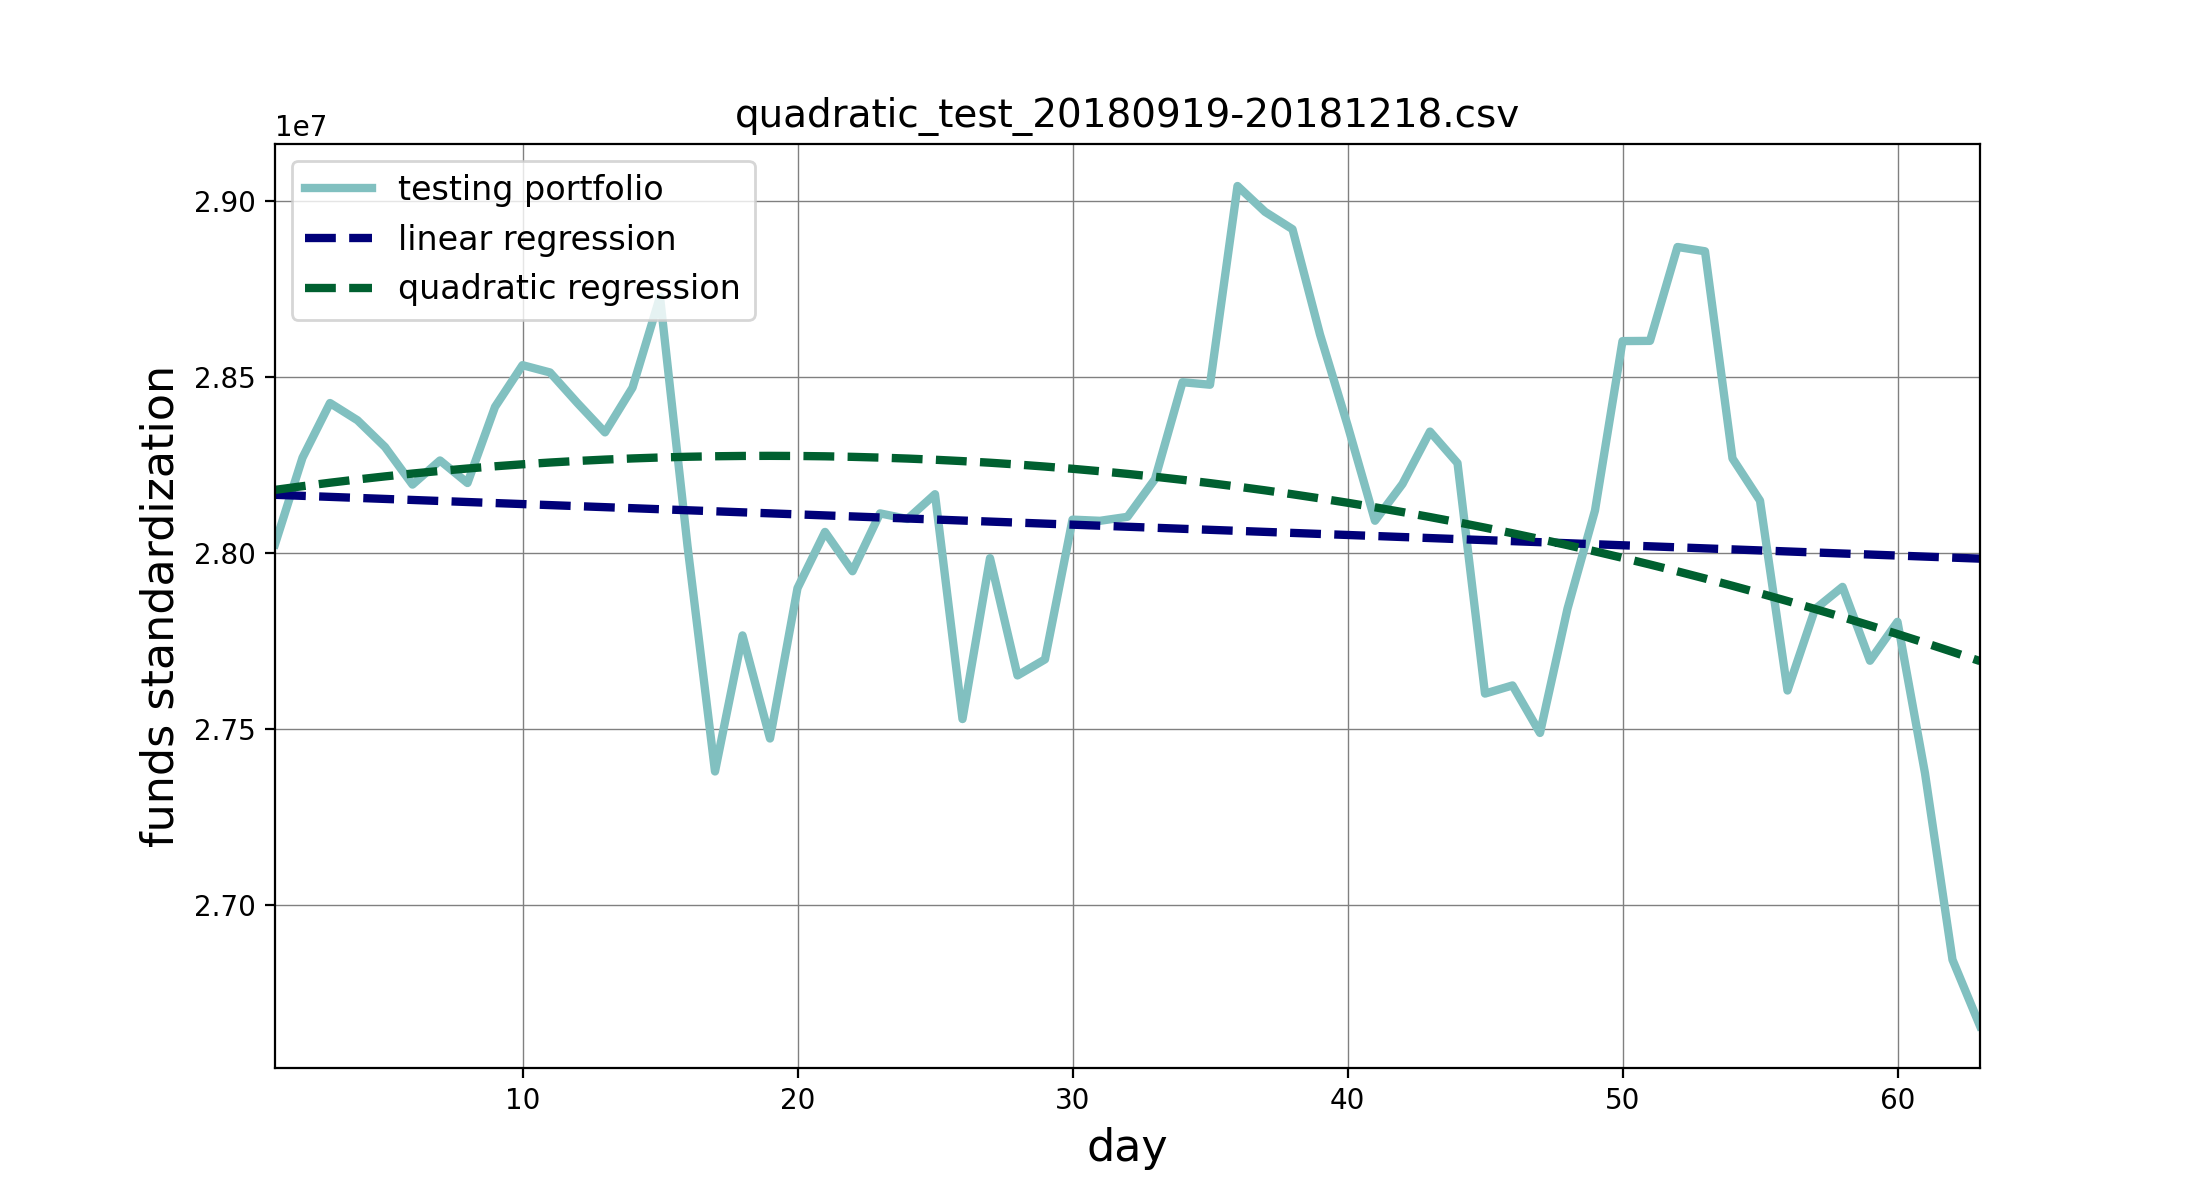 quadratic_test_20180919-20181218.csv
1e7
testing portfolio
linear regression
quadratic regression
2.90
2.85
2.80
2.75
2.70
funds standardization
10 20 30 40 50 60
day